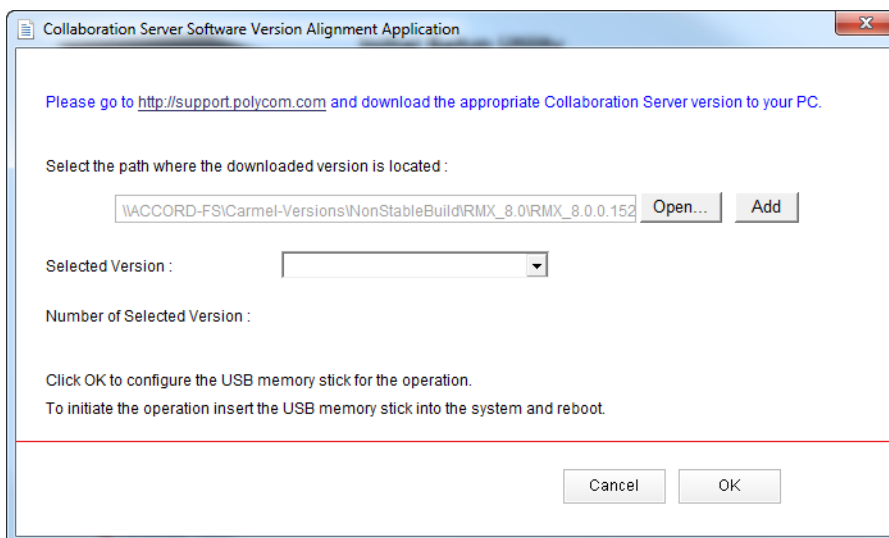 Collaboration Server Software Version Alignment Application
Please go to http://support.polycom.com and download the appropriate Collaboration Server version to your PC.
Select the path where the downloaded version is located :
\\ACCORD-FS\Carmel-Versions\NonStableBuild\RMX_8.0\RMX_8.0.0.152 Open... Add
Selected Version :
Number of Selected Version :
Click OK to configure the USB memory stick for the operation.
To initiate the operation insert the USB memory stick into the system and reboot.
Cancel OK